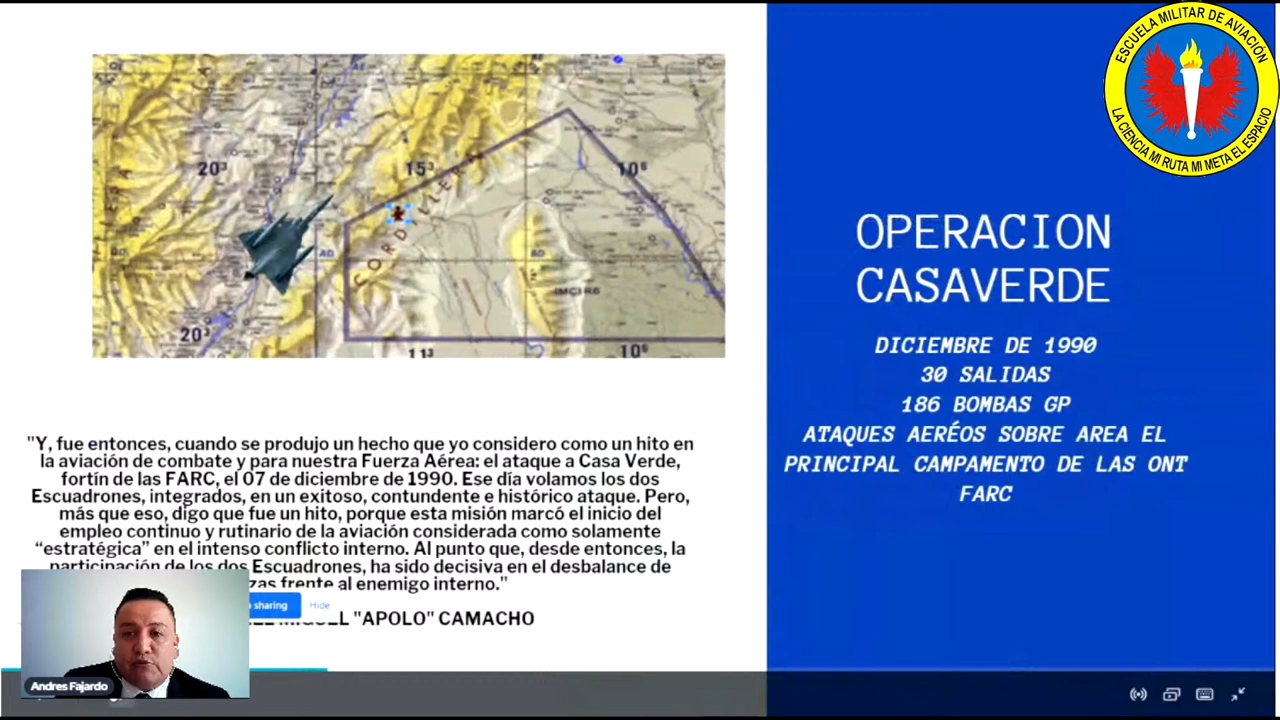 20³
15³
10⁶
CORDILLERA
AD
BD
20³
11³
10⁶
ESCUELA MILITAR DE AVIACIÓN
LA CIENCIA MI RUTA MI META EL ESPACIO
OPERACION
CASAVERDE
DICIEMBRE DE 1990
30 SALIDAS
186 BOMBAS GP
ATAQUES AERÉOS SOBRE AREA EL
PRINCIPAL CAMPAMENTO DE LAS ONT
FARC
"Y, fue entonces, cuando se produjo un hecho que yo considero como un hito en
la aviación de combate y para nuestra Fuerza Aérea: el ataque a Casa Verde,
fortín de las FARC, el 07 de diciembre de 1990. Ese día volamos los dos
Escuadrones, integrados, en un exitoso, contundente e histórico ataque. Pero,
más que eso, digo que fue un hito, porque esta misión marcó el inicio del
empleo continuo y rutinario de la aviación considerada como solamente
“estratégica” en el intenso conflicto interno. Al punto que, desde entonces, la
participación de los dos Escuadrones, ha sido decisiva en el desbalance de
frente al enemigo interno."
sharing
Hide
"APOLO" CAMACHO
Andres Fajardo